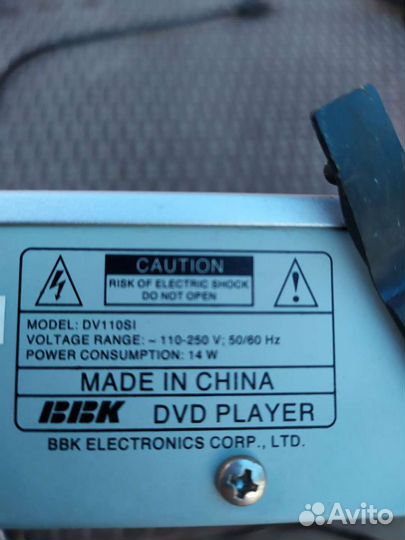 CAUTION
RISK OF ELECTRIC SHOCK
DO NOT OPEN
MODEL: DV110SI
VOLTAGE RANGE: ~ 110-250 V; 50/60 Hz
POWER CONSUMPTION: 14 W
MADE IN CHINA
BBK DVD PLAYER
BBK ELECTRONICS CORP., LTD.
Avito